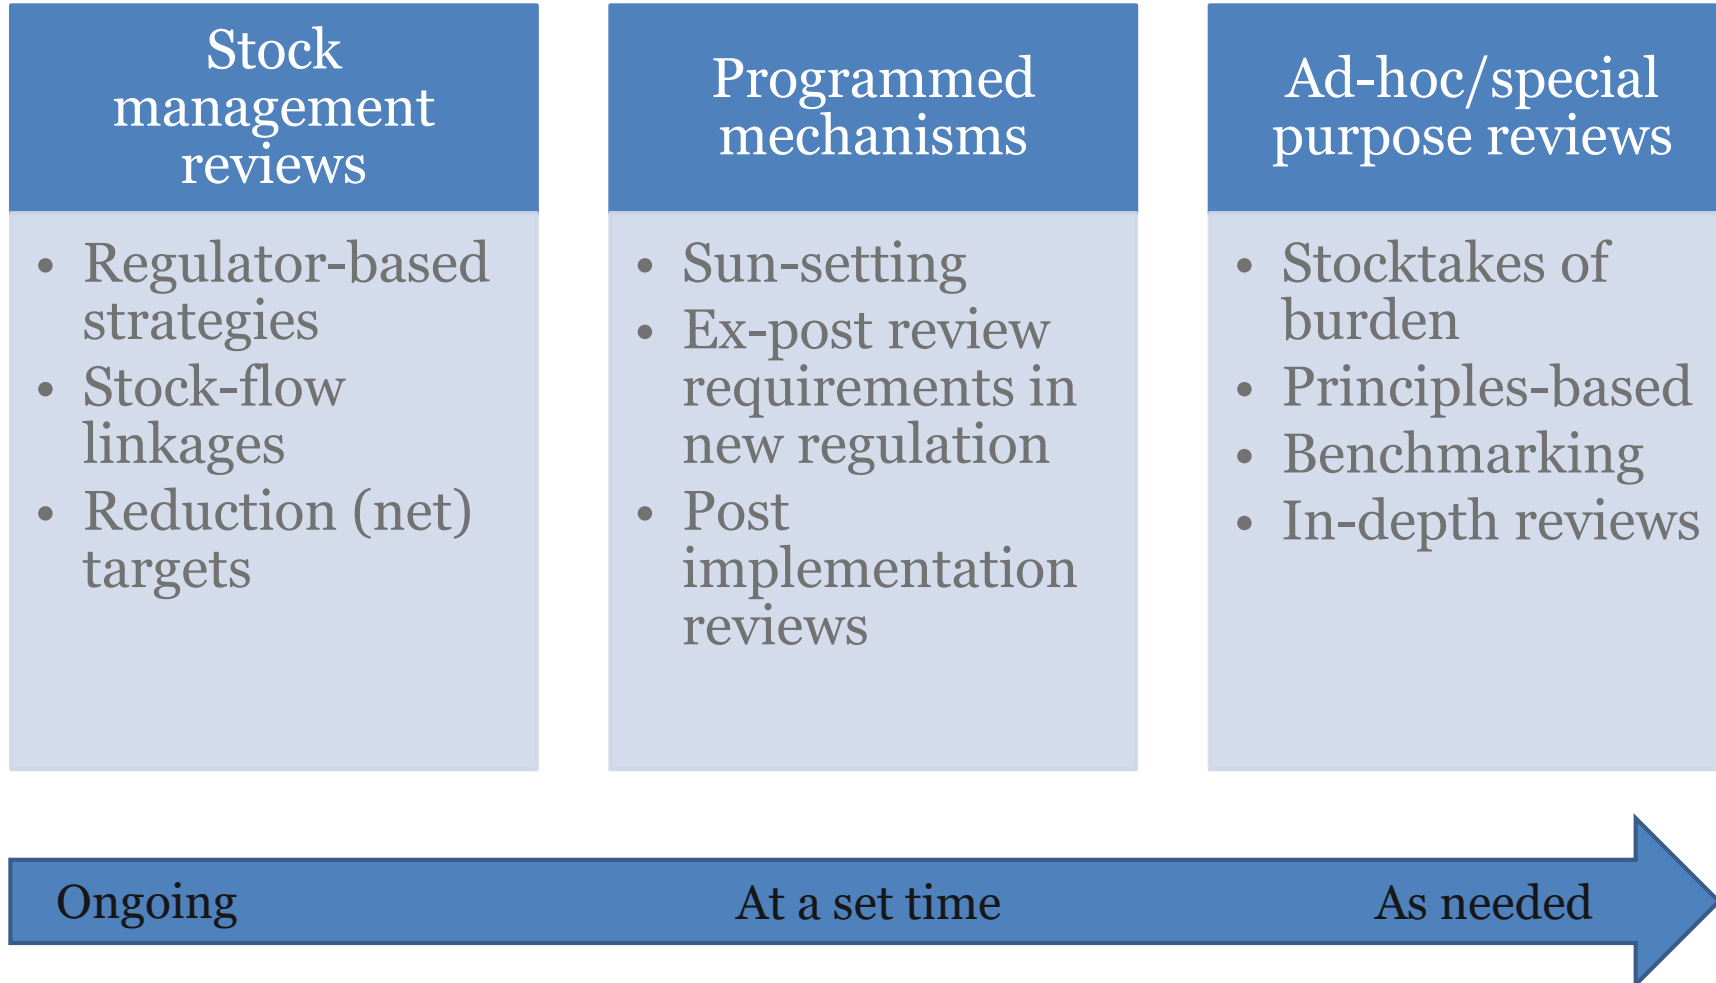 Stock
management
reviews
• Regulator-based
strategies
• Stock-flow
linkages
• Reduction (net)
targets
Programmed
mechanisms
• Sun-setting
• Ex-post review
requirements in
new regulation
• Post
implementation
reviews
Ad-hoc/special
purpose reviews
• Stocktakes of
burden
• Principles-based
• Benchmarking
• In-depth reviews
Ongoing
At a set time
As needed